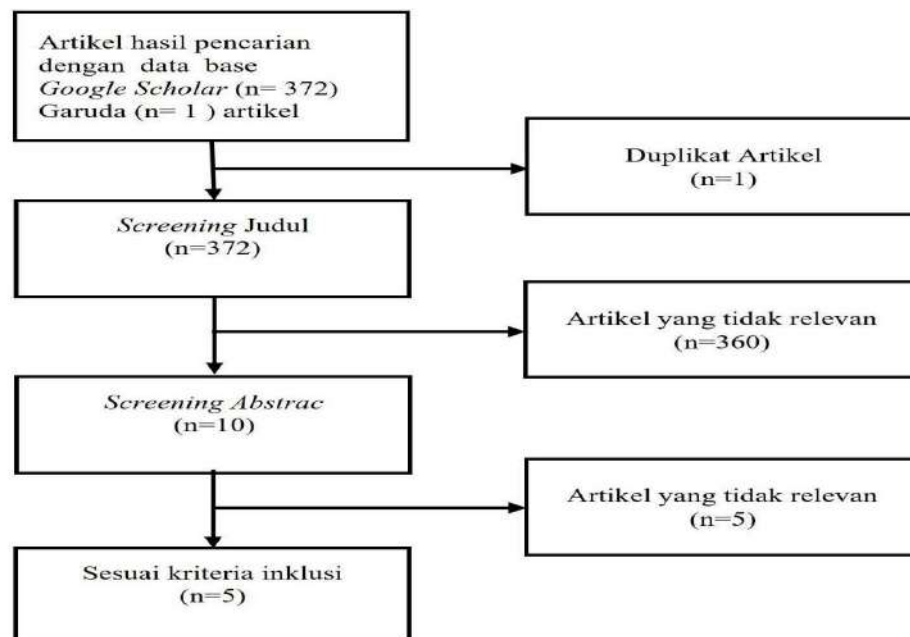 Artikel hasil pencarian
dengan data base
Google Scholar (n= 372)
Garuda (n= 1 ) artikel
Duplikat Artikel
(n=1)
Screening Judul
(n=372)
Artikel yang tidak relevan
(n=360)
Screening Abstrac
(n=10)
Artikel yang tidak relevan
(n=5)
Sesuai kriteria inklusi
(n=5)